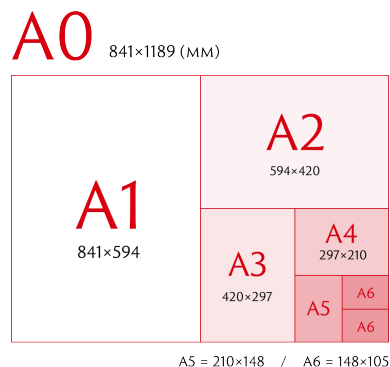 A0 841×1189 (мм)
A1
841×594
A2
594×420
A3
420×297
A4
297×210
A5
A6
A6
A5 = 210×148 / A6 = 148×105